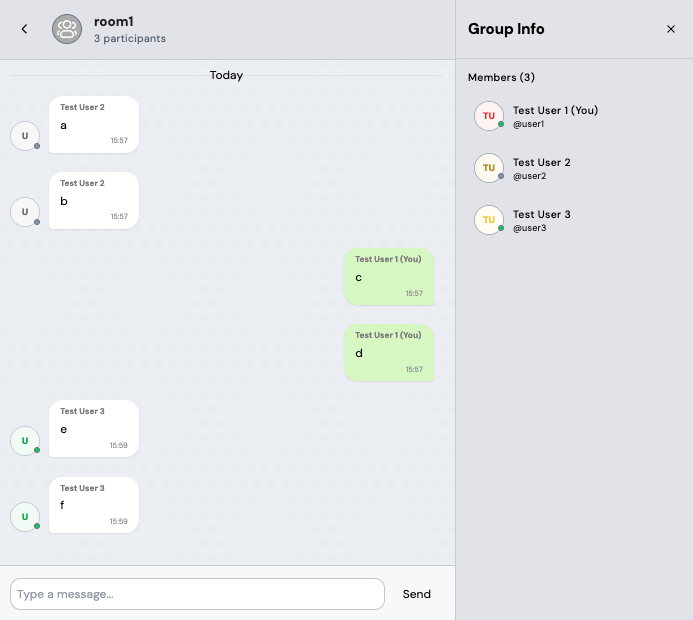 room1
3 participants
Today
Test User 2
a
15:57
U
Test User 2
b
15:57
U
Test User 1 (You)
c
15:57
Test User 1 (You)
d
15:57
Test User 3
e
15:59
U
Test User 3
f
15:59
U
Type a message...
Send
Group Info
Members (3)
TU
Test User 1 (You)
@user1
TU
Test User 2
@user2
TU
Test User 3
@user3